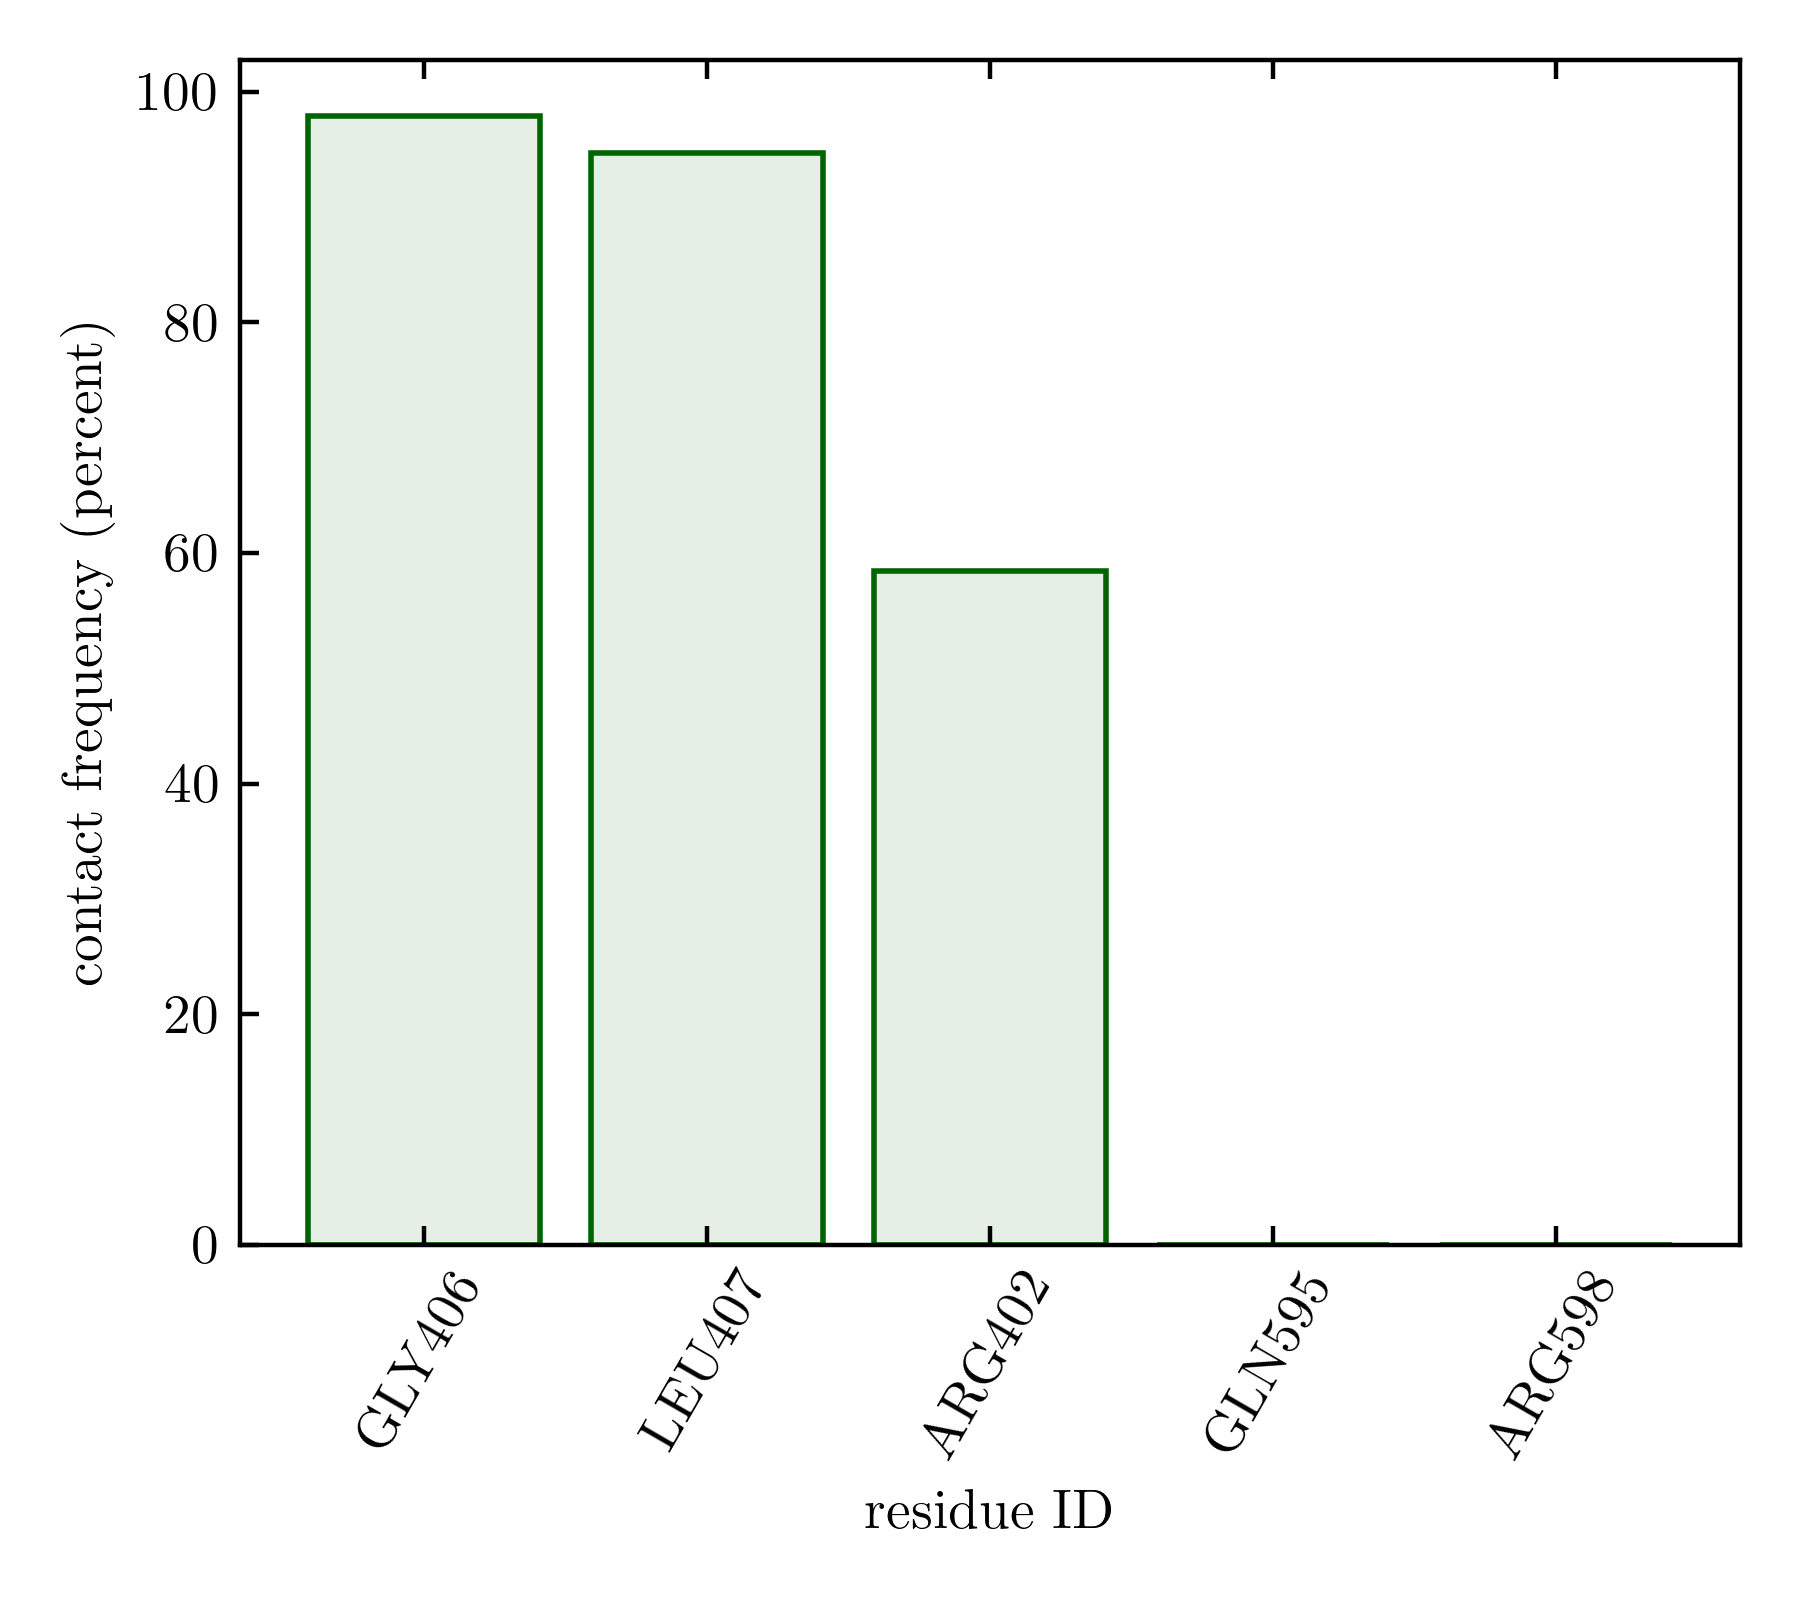 contact frequency (percent)
100
80
60
40
20
0
GLY406
LEU407
ARG402
GLN595
ARG598
residue ID